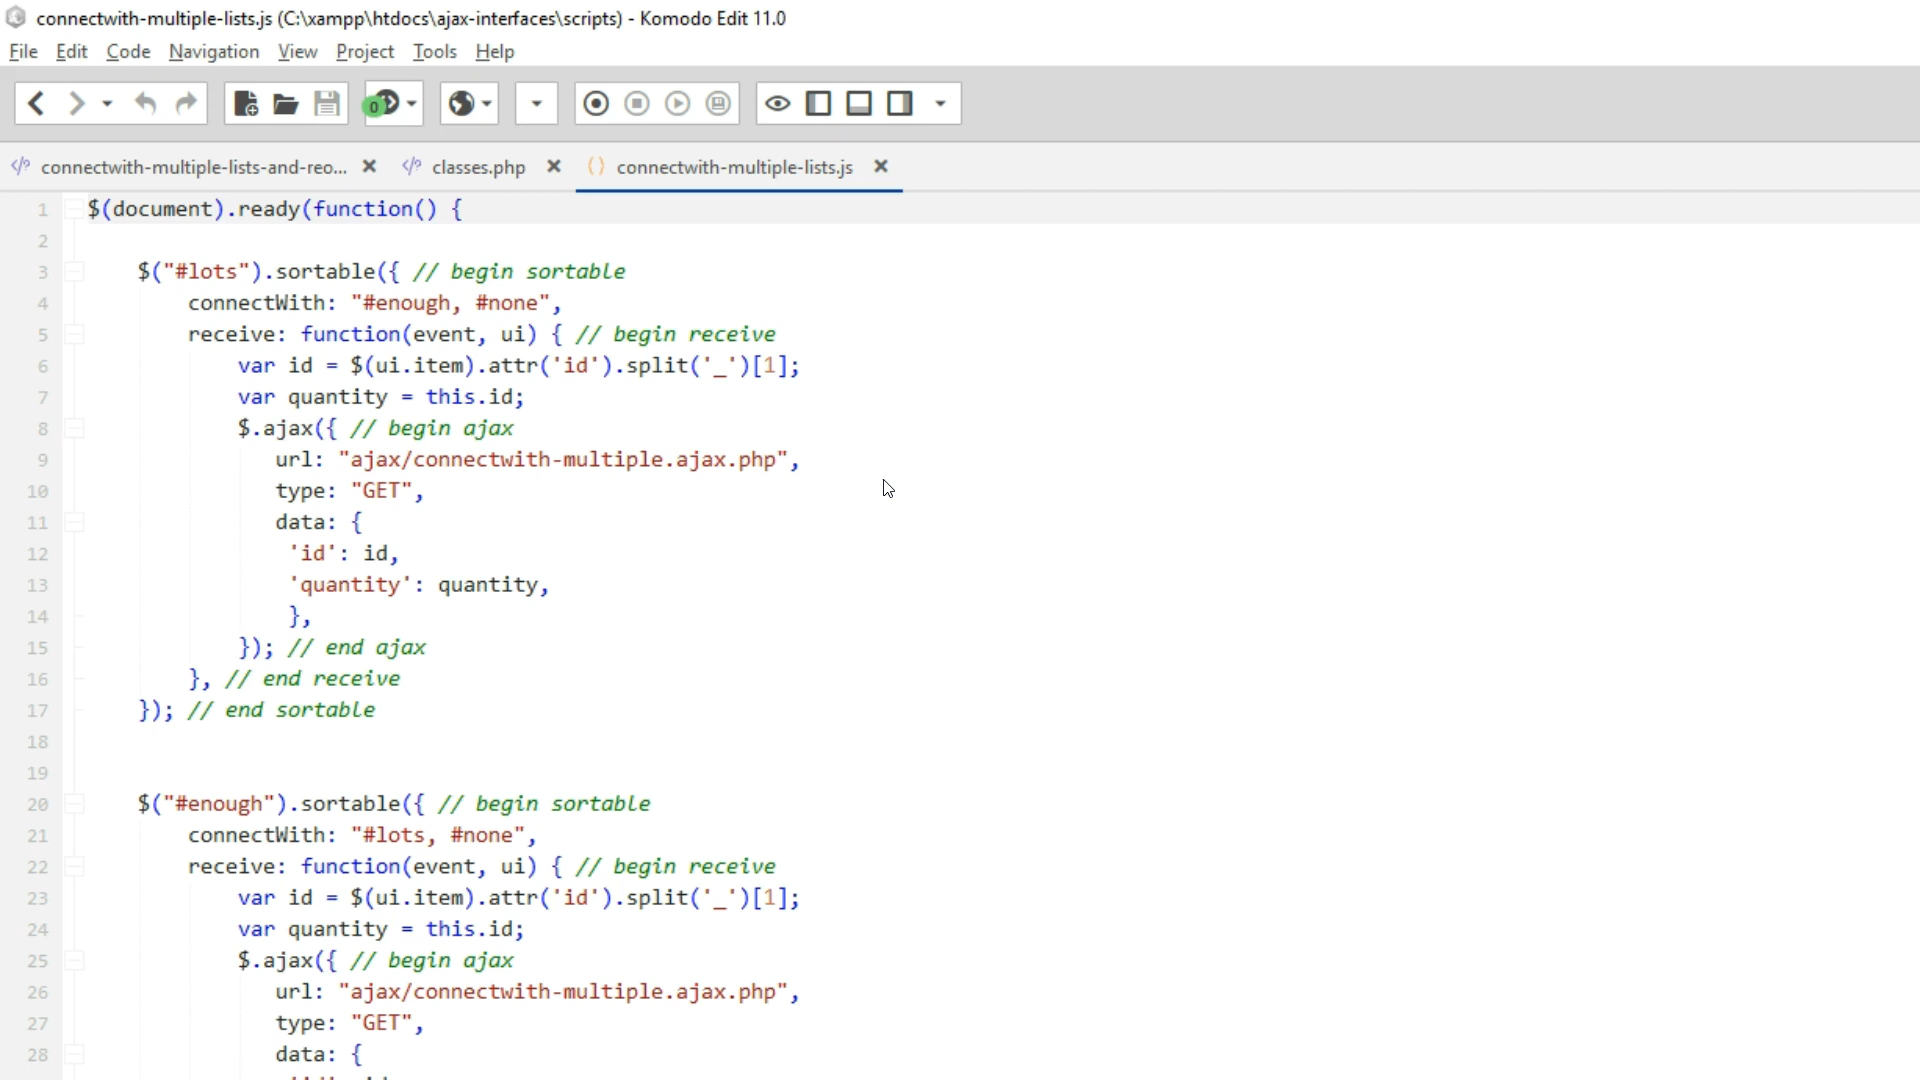 connectwith-multiple-lists.js (C:\xampp\htdocs\ajax-interfaces\scripts) - Komodo Edit 11.0
File Edit Code Navigation View Project Tools Help
0
connectwith-multiple-lists-and-reo... classes.php connectwith-multiple-lists.js
1 $(document).ready(function() {
2
3 $("#lots").sortable({ // begin sortable
4 connectWith: "#enough, #none",
5 receive: function(event, ui) { // begin receive
6 var id = $(ui.item).attr('id').split('_')[1];
7 var quantity = this.id;
8 $.ajax({ // begin ajax
9 url: "ajax/connectwith-multiple.ajax.php",
10 type: "GET",
11 data: {
12 'id': id,
13 'quantity': quantity,
14 },
15 }); // end ajax
16 }, // end receive
17 }); // end sortable
18
19
20 $("#enough").sortable({ // begin sortable
21 connectWith: "#lots, #none",
22 receive: function(event, ui) { // begin receive
23 var id = $(ui.item).attr('id').split('_')[1];
24 var quantity = this.id;
25 $.ajax({ // begin ajax
26 url: "ajax/connectwith-multiple.ajax.php",
27 type: "GET",
28 data: {